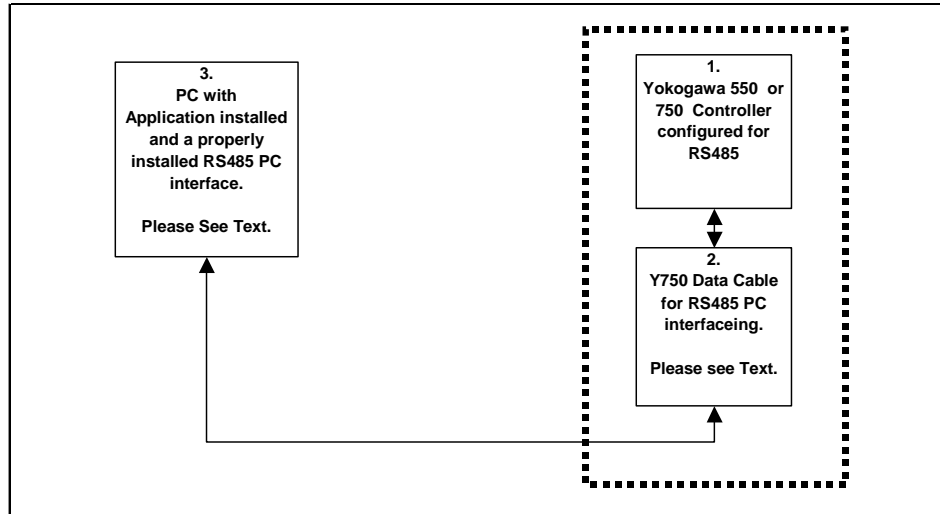 3.
PC with
Application installed
and a properly
installed RS485 PC
interface.
Please See Text.
1.
Yokogawa 550 or
750 Controller
configured for
RS485
2.
Y750 Data Cable
for RS485 PC
interfaceing.
Please see Text.